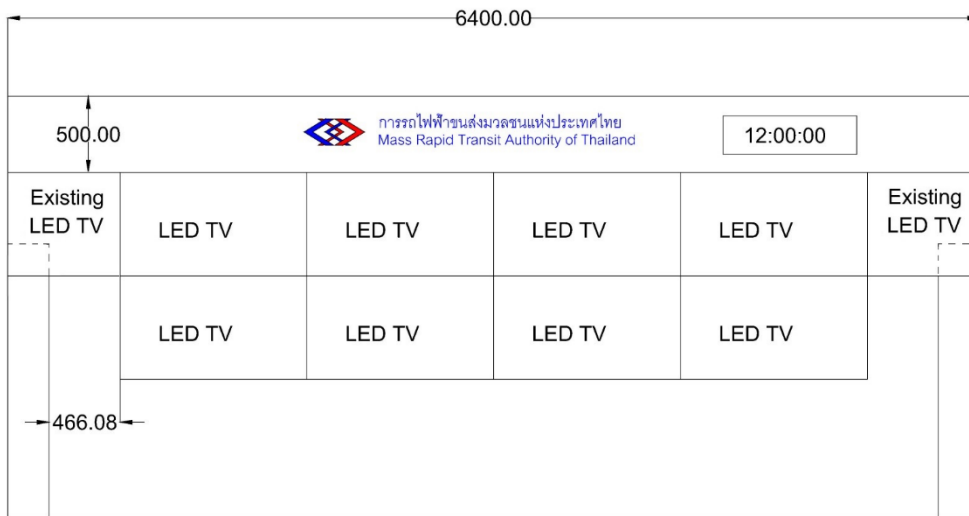 6400.00
500.00
การรถไฟฟ้าขนส่งมวลชนแห่งประเทศไทย
Mass Rapid Transit Authority of Thailand
12:00:00
Existing
LED TV
LED TV
LED TV
LED TV
LED TV
Existing
LED TV
LED TV
LED TV
LED TV
LED TV
466.08